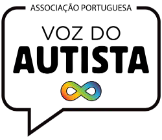 ASSOCIAÇÃO PORTUGUESA
VOZ DO
AUTISTA